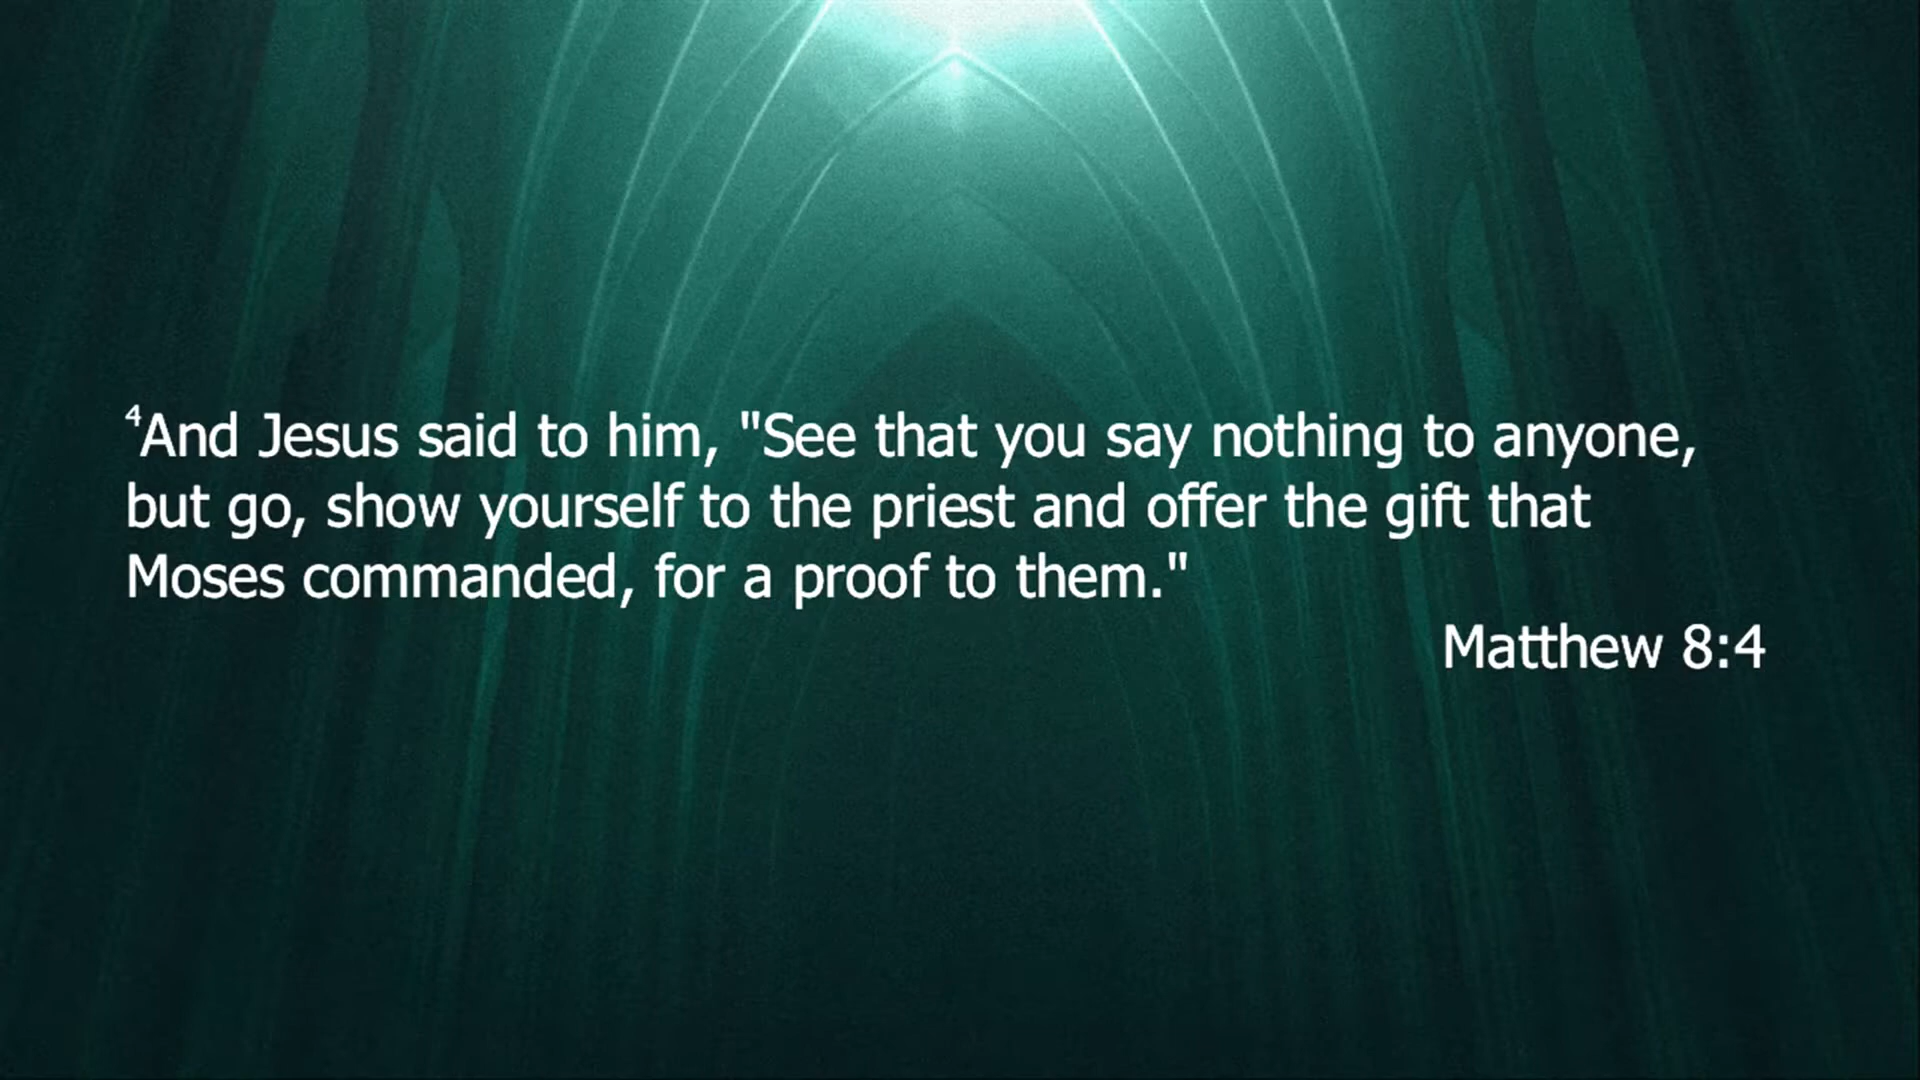 ⁴And Jesus said to him, "See that you say nothing to anyone,
but go, show yourself to the priest and offer the gift that
Moses commanded, for a proof to them."
Matthew 8:4